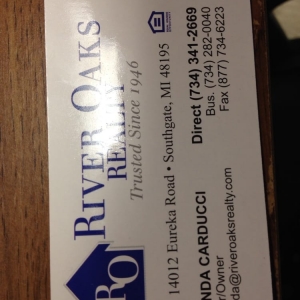 RO
RIVER OAKS
REALTY
Trusted Since 1946
14012 Eureka Road • Southgate, MI 48195
NDA CARDUCCI
r/Owner
Direct (734) 341-2669
Bus. (734) 282-0040
Fax (877) 734-6223
da@riveroaksrealty.com